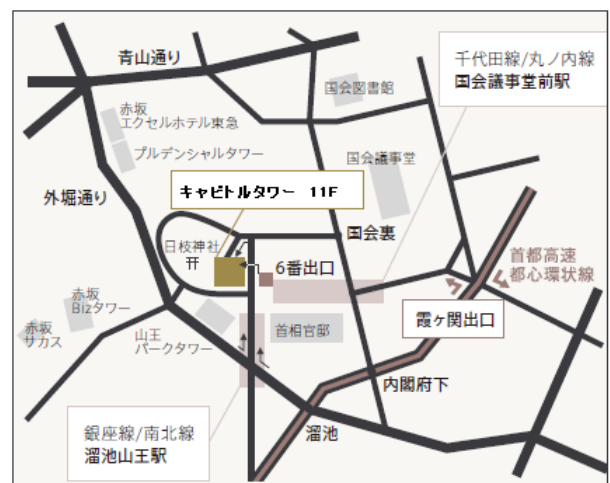 青山通り
千代田線/丸ノ内線
国会議事堂前駅
国会図書館
赤坂
エクセルホテル東急
プルデンシャルタワー
国会議事堂
キャピトルタワー 11F
外堀通り
日枝神社
国会裏
6番出口
首都高速
都心環状線
赤坂
Bizタワー
赤坂
サカス
山王
パークタワー
首相官邸
霞ヶ関出口
内閣府下
溜池
銀座線/南北線
溜池山王駅